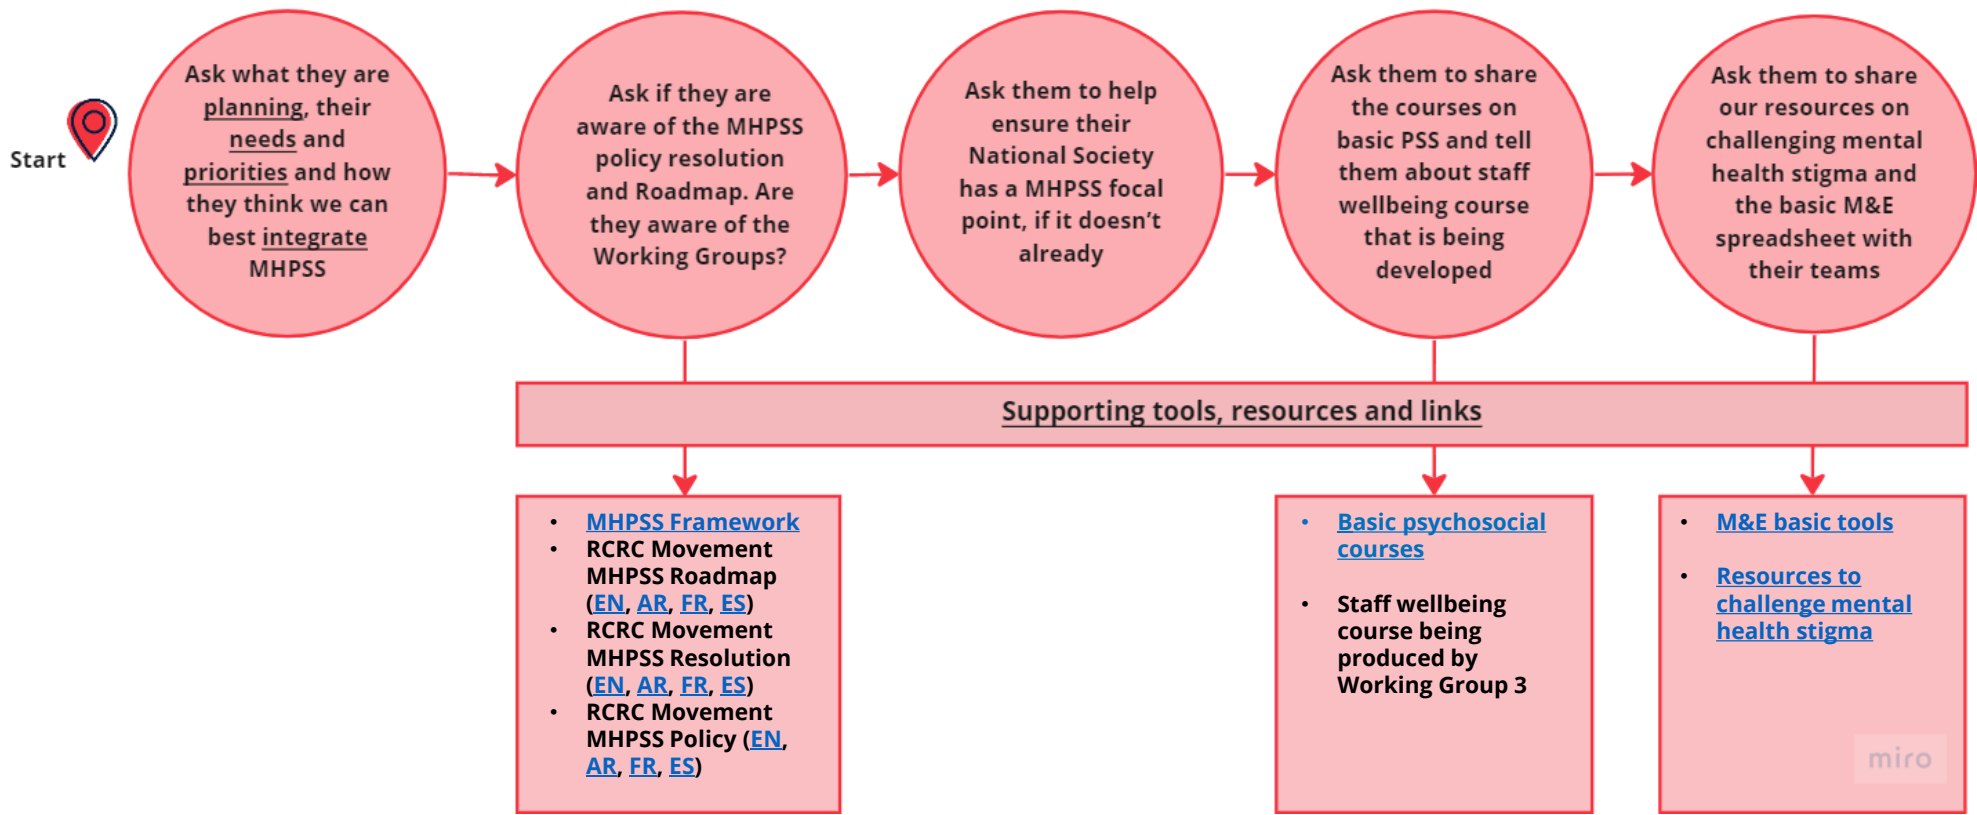 Start
Ask what they are
planning, their
needs and
priorities and how
they think we can
best integrate
MHPSS
Ask if they are
aware of the MHPSS
policy resolution
and Roadmap. Are
they aware of the
Working Groups?
Ask them to help
ensure their
National Society
has a MHPSS focal
point, if it doesn't
already
Ask them to share
the courses on
basic PSS and tell
them about staff
wellbeing course
that is being
developed
Ask them to share
our resources on
challenging mental
health stigma and
the basic M&E
spreadsheet with
their teams
Supporting tools, resources and links
• MHPSS Framework
• RCRC Movement
MHPSS Roadmap
(EN, AR, FR, ES)
• RCRC Movement
MHPSS Resolution
(EN, AR, FR, ES)
• RCRC Movement
MHPSS Policy (EN,
AR, FR, ES)
• Basic psychosocial
courses
• Staff wellbeing
course being
produced by
Working Group 3
• M&E basic tools
• Resources to
challenge mental
health stigma
miro